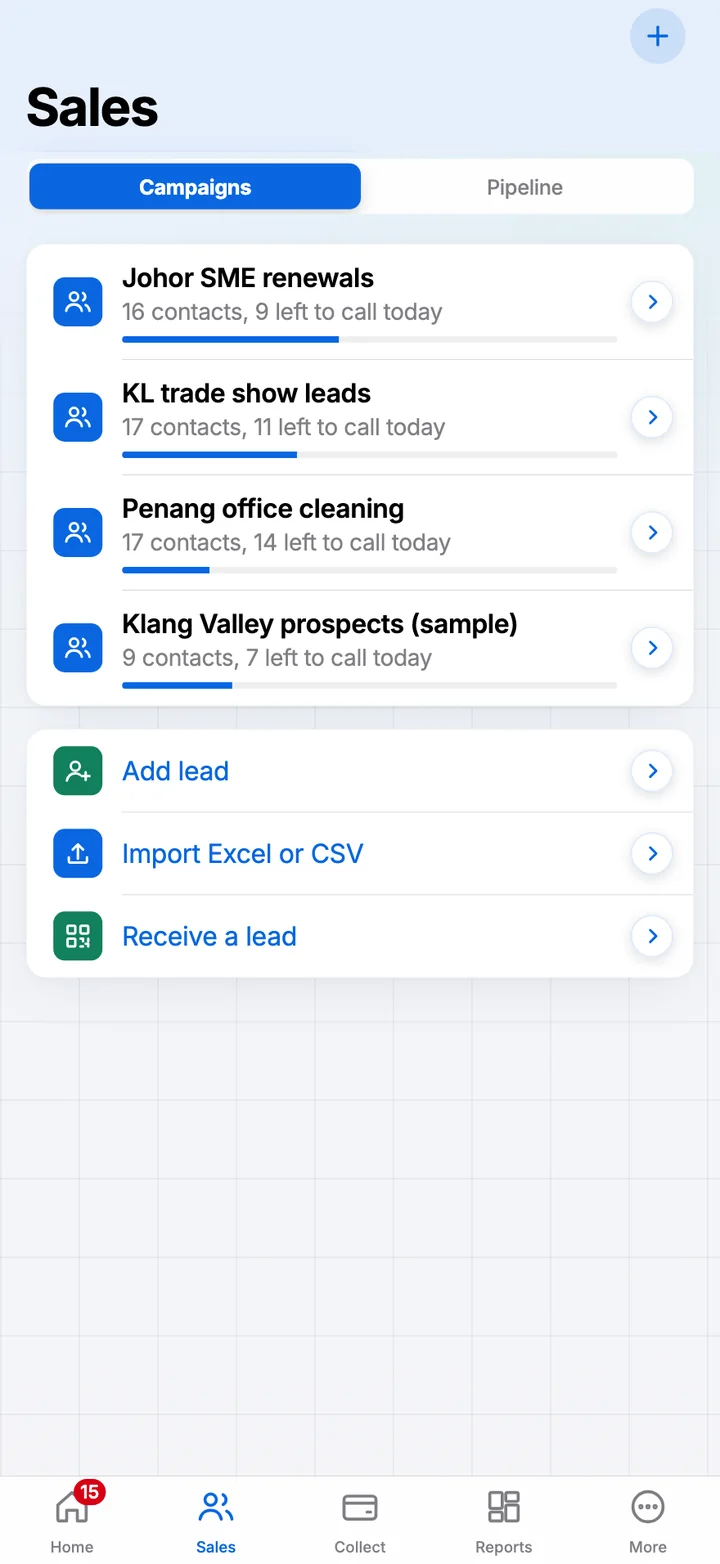 Sales
Campaigns
Pipeline
Johor SME renewals
16 contacts, 9 left to call today
KL trade show leads
17 contacts, 11 left to call today
Penang office cleaning
17 contacts, 14 left to call today
Klang Valley prospects (sample)
9 contacts, 7 left to call today
Add lead
Import Excel or CSV
Receive a lead
15
Home
Sales
Collect
Reports
More